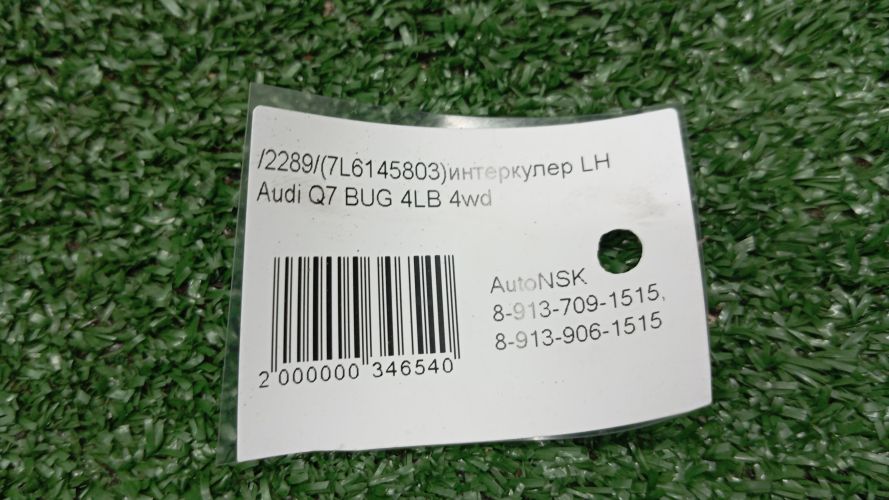 /2289/(7L6145803)интеркулер LH
Audi Q7 BUG 4LB 4wd
AutoNSK
8-913-709-1515,
8-913-906-1515
2 000000 346540